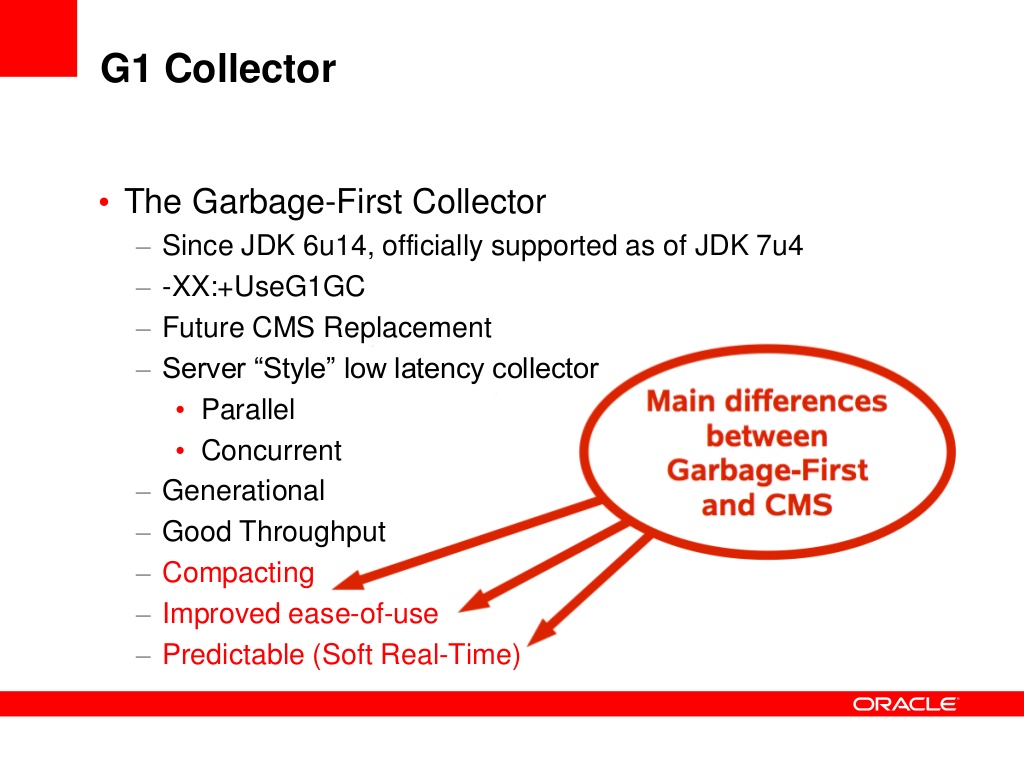 G1 Collector
• The Garbage-First Collector
– Since JDK 6u14, officially supported as of JDK 7u4
– -XX:+UseG1GC
– Future CMS Replacement
– Server “Style” low latency collector
• Parallel
• Concurrent
– Generational
– Good Throughput
– Compacting
– Improved ease-of-use
– Predictable (Soft Real-Time)
Main differences
between
Garbage-First
and CMS
ORACLE